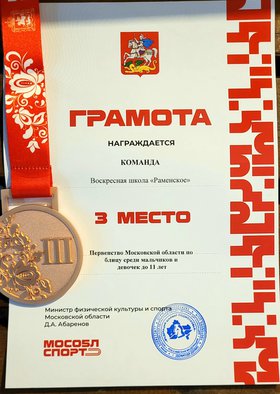 ГРАМОТА
НАГРАЖДАЕТСЯ
КОМАНДА
Воскресная школа «Раменское»
3 МЕСТО
Первенство Московской области по
блицу среди мальчиков и
девочек до 11 лет
III
Министр физической культуры и спорта
Московской области
Д.А. Абаренов
МОСОБЛ
СПОРТ